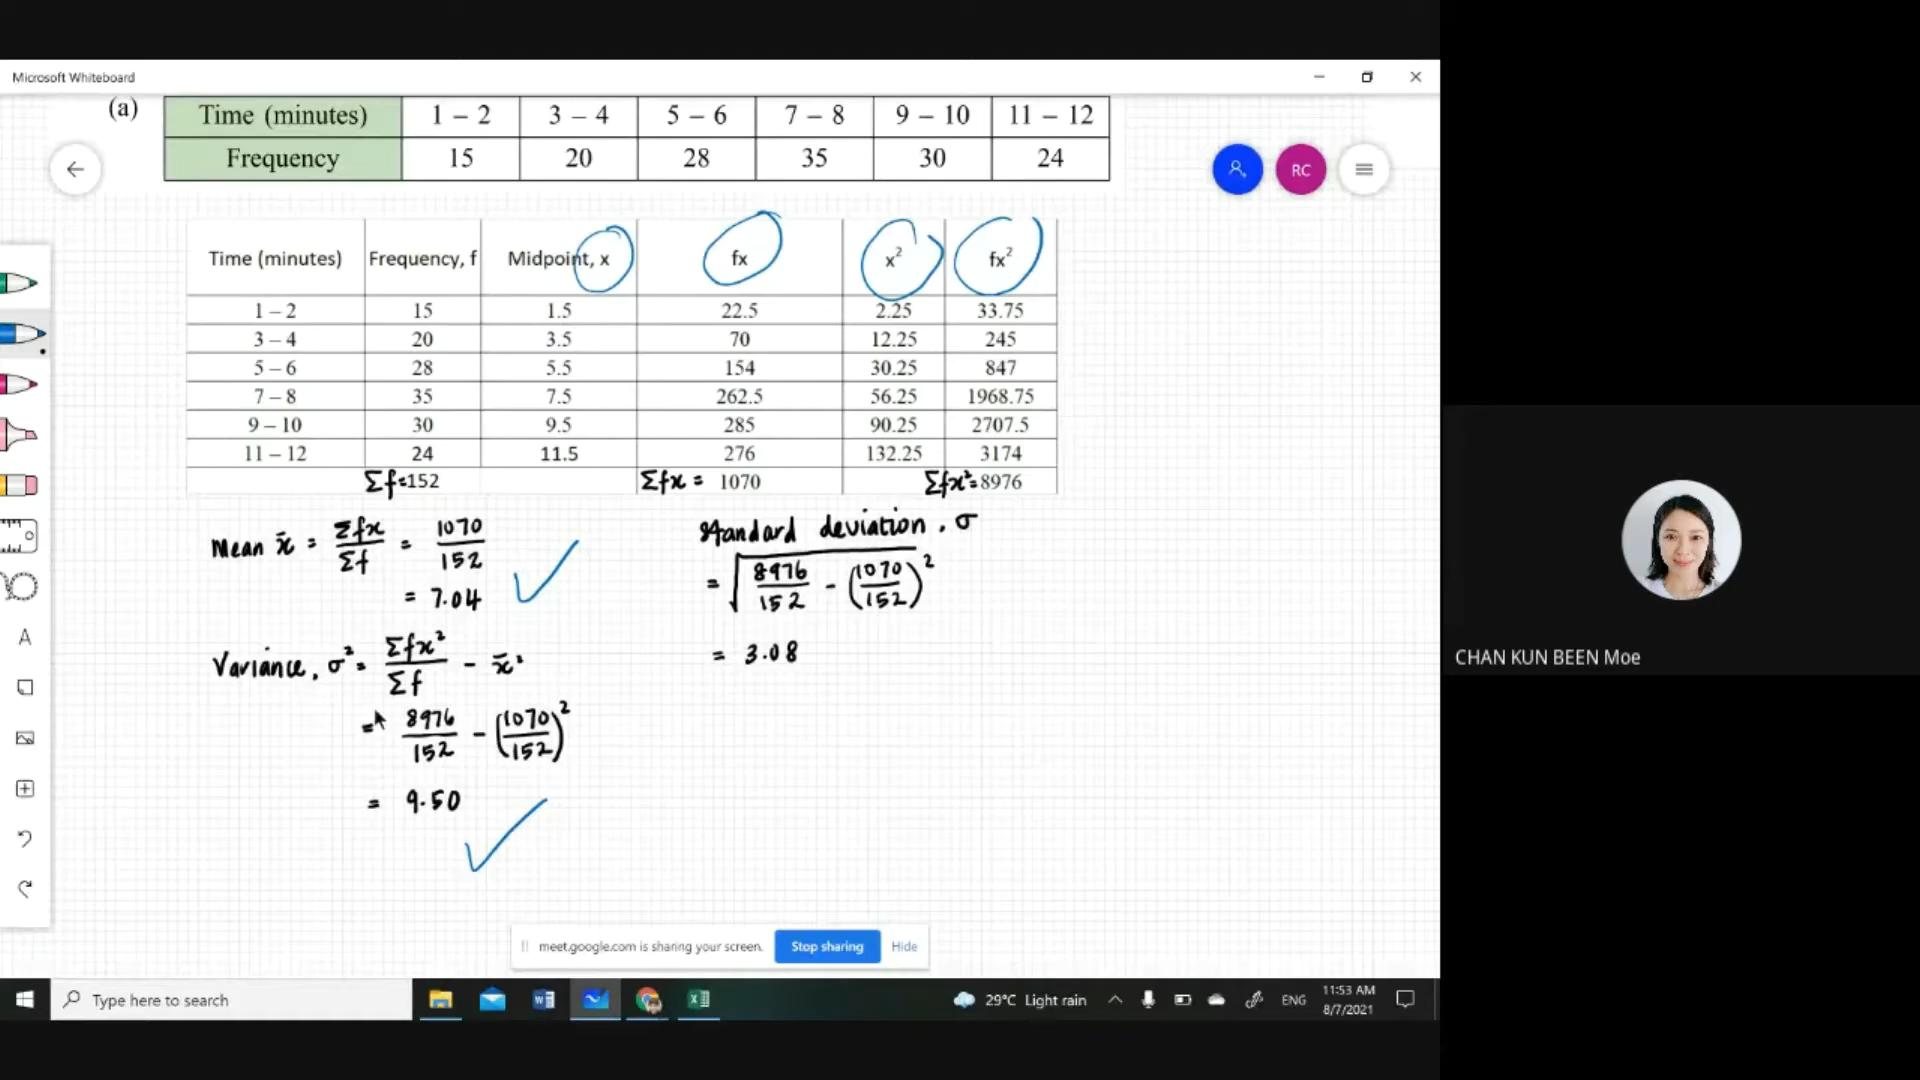 Microsoft Whiteboard
(a)
Time (minutes) 1 – 2 3 – 4 5 – 6 7 – 8 9 – 10 11 – 12
Frequency 15 20 28 35 30 24
RC
Time (minutes) Frequency, f Midpoint, x fx x² fx²
1 – 2 15 1.5 22.5 2.25 33.75
3 – 4 20 3.5 70 12.25 245
5 – 6 28 5.5 154 30.25 847
7 – 8 35 7.5 262.5 56.25 1968.75
9 – 10 30 9.5 285 90.25 2707.5
11 – 12 24 11.5 276 132.25 3174
Σf=152 Σfx = 1070 Σfx²=8976
Mean x̄ = Σfx/Σf = 1070/152
= 7.04
Variance, σ² = Σfx²/Σf - x̄²
= 8976/152 - (1070/152)²
= 9.50
Standard deviation, σ
= √(8976/152 - (1070/152)²)
= 3.08
A
CHAN KUN BEEN Moe
meet.google.com is sharing your screen. Stop sharing Hide
Type here to search
29°C Light rain
ENG
11:53 AM
8/7/2021